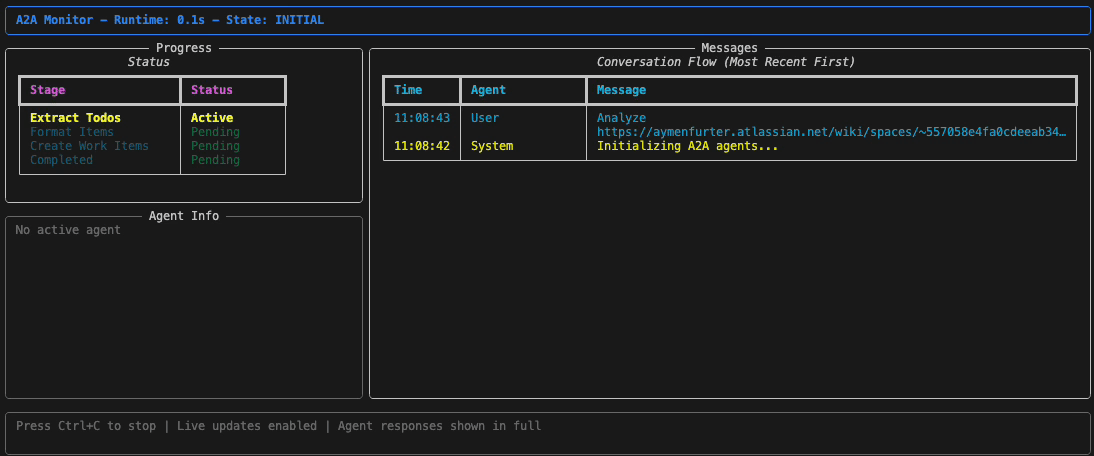 A2A Monitor – Runtime: 0.1s – State: INITIAL
Progress
Status
Stage Status
Extract Todos Active
Format Items Pending
Create Work Items Pending
Completed Pending
Agent Info
No active agent
Messages
Conversation Flow (Most Recent First)
Time Agent Message
11:08:43 User Analyze
https://aymenfurter.atlassian.net/wiki/spaces/~557058e4fa0cdeeab34…
11:08:42 System Initializing A2A agents...
Press Ctrl+C to stop | Live updates enabled | Agent responses shown in full